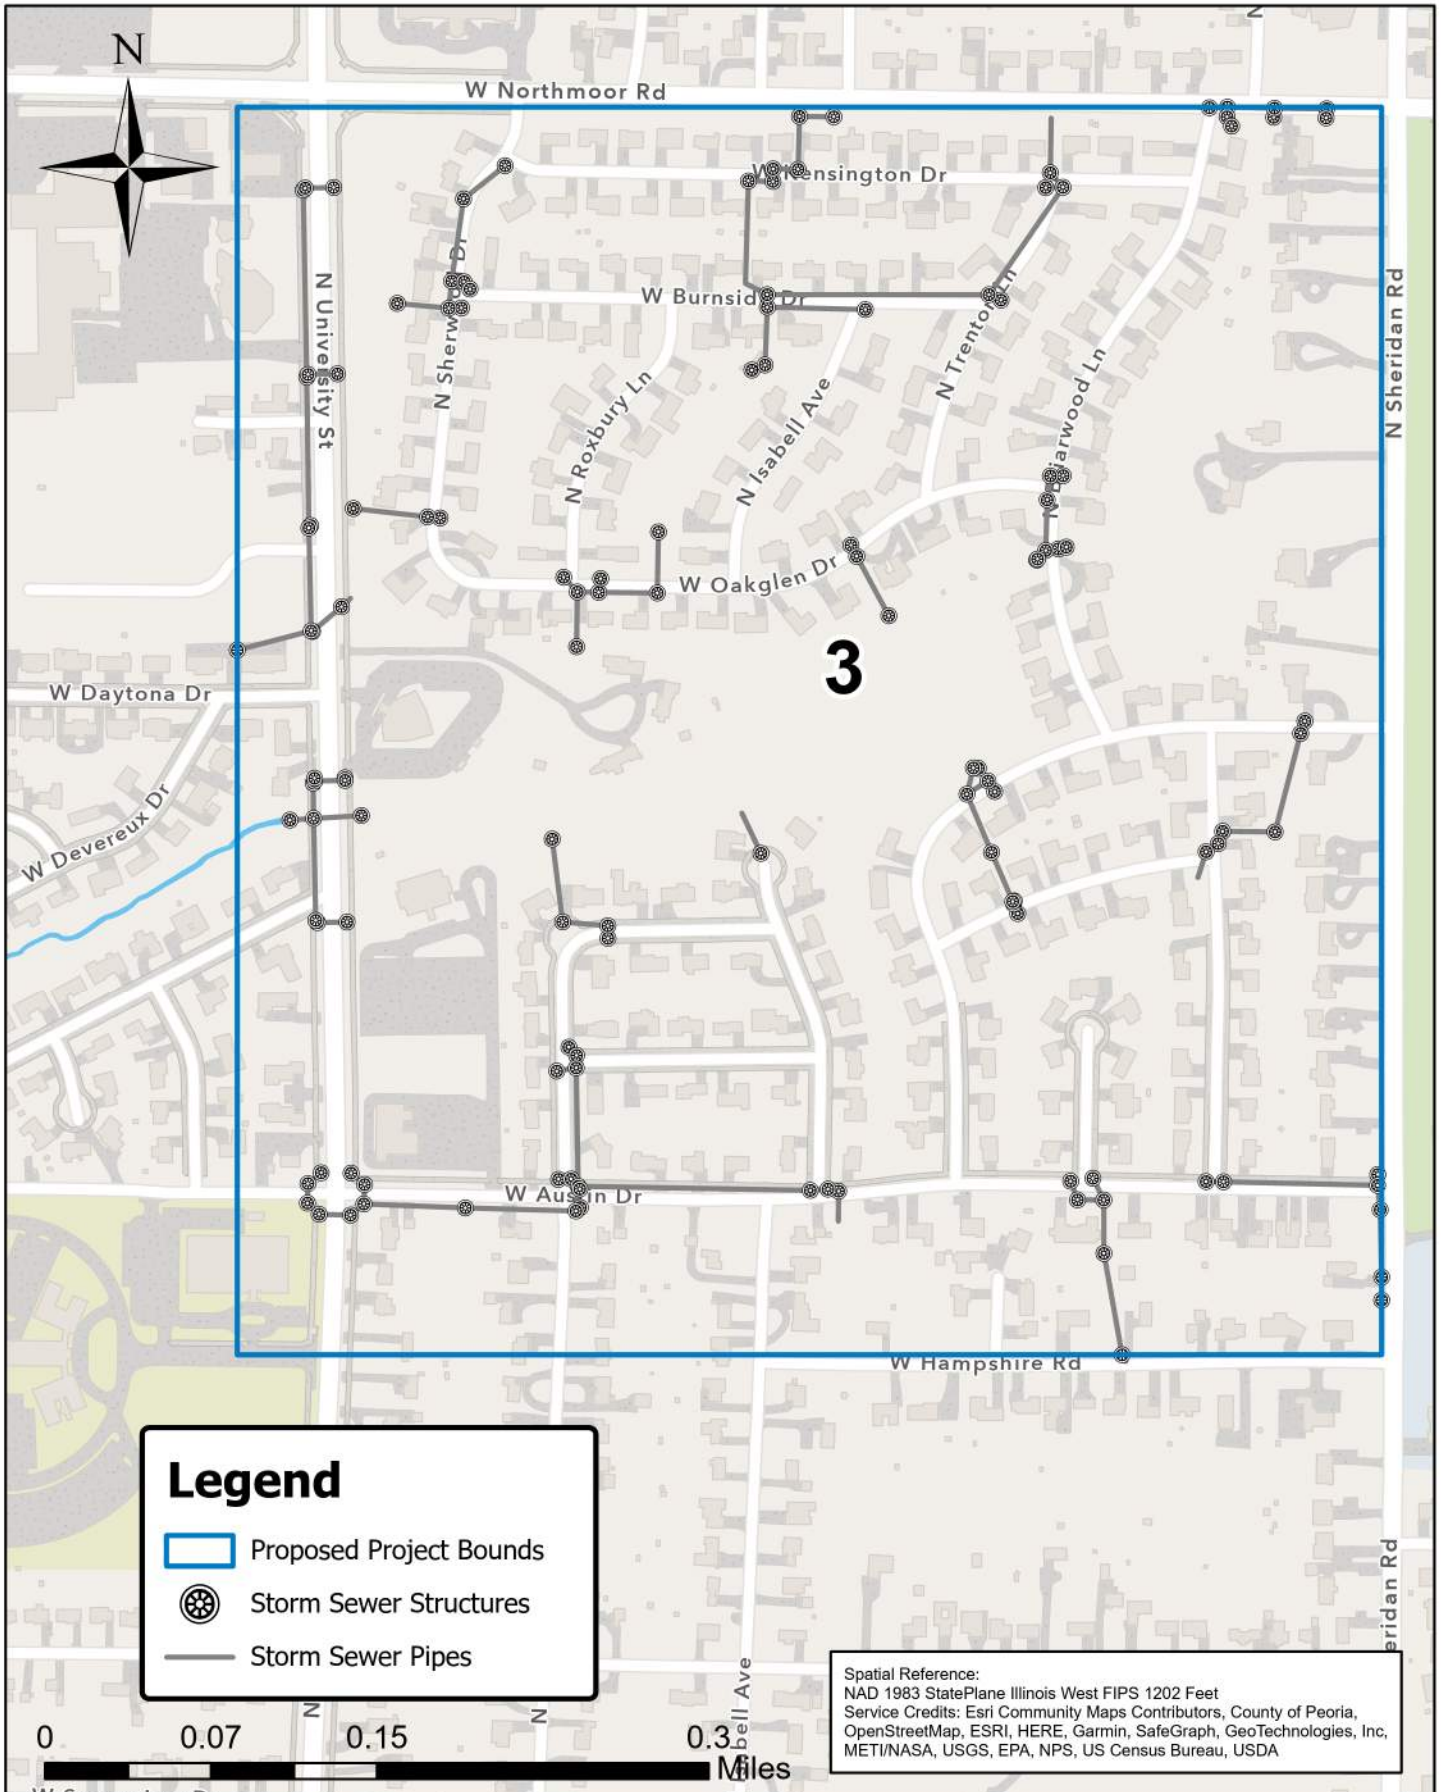 N
N
W Northmoor Rd
W Kensington Dr
N University St
W Burnside Dr
N Sheridan Rd
N Trenton Ln
N Roxbury Ln
N Isabell Ave
N Briarwood Ln
W Oakglen Dr
3
W Daytona Dr
W Devereux Dr
W Austin Dr
W Hampshire Rd
Legend
Proposed Project Bounds
Storm Sewer Structures
Storm Sewer Pipes
eridan Rd
bell Ave
N
N
Spatial Reference:
NAD 1983 StatePlane Illinois West FIPS 1202 Feet
Service Credits: Esri Community Maps Contributors, County of Peoria,
OpenStreetMap, ESRI, HERE, Garmin, SafeGraph, GeoTechnologies, Inc,
METI/NASA, USGS, EPA, NPS, US Census Bureau, USDA
0 0.07 0.15 0.3
Miles